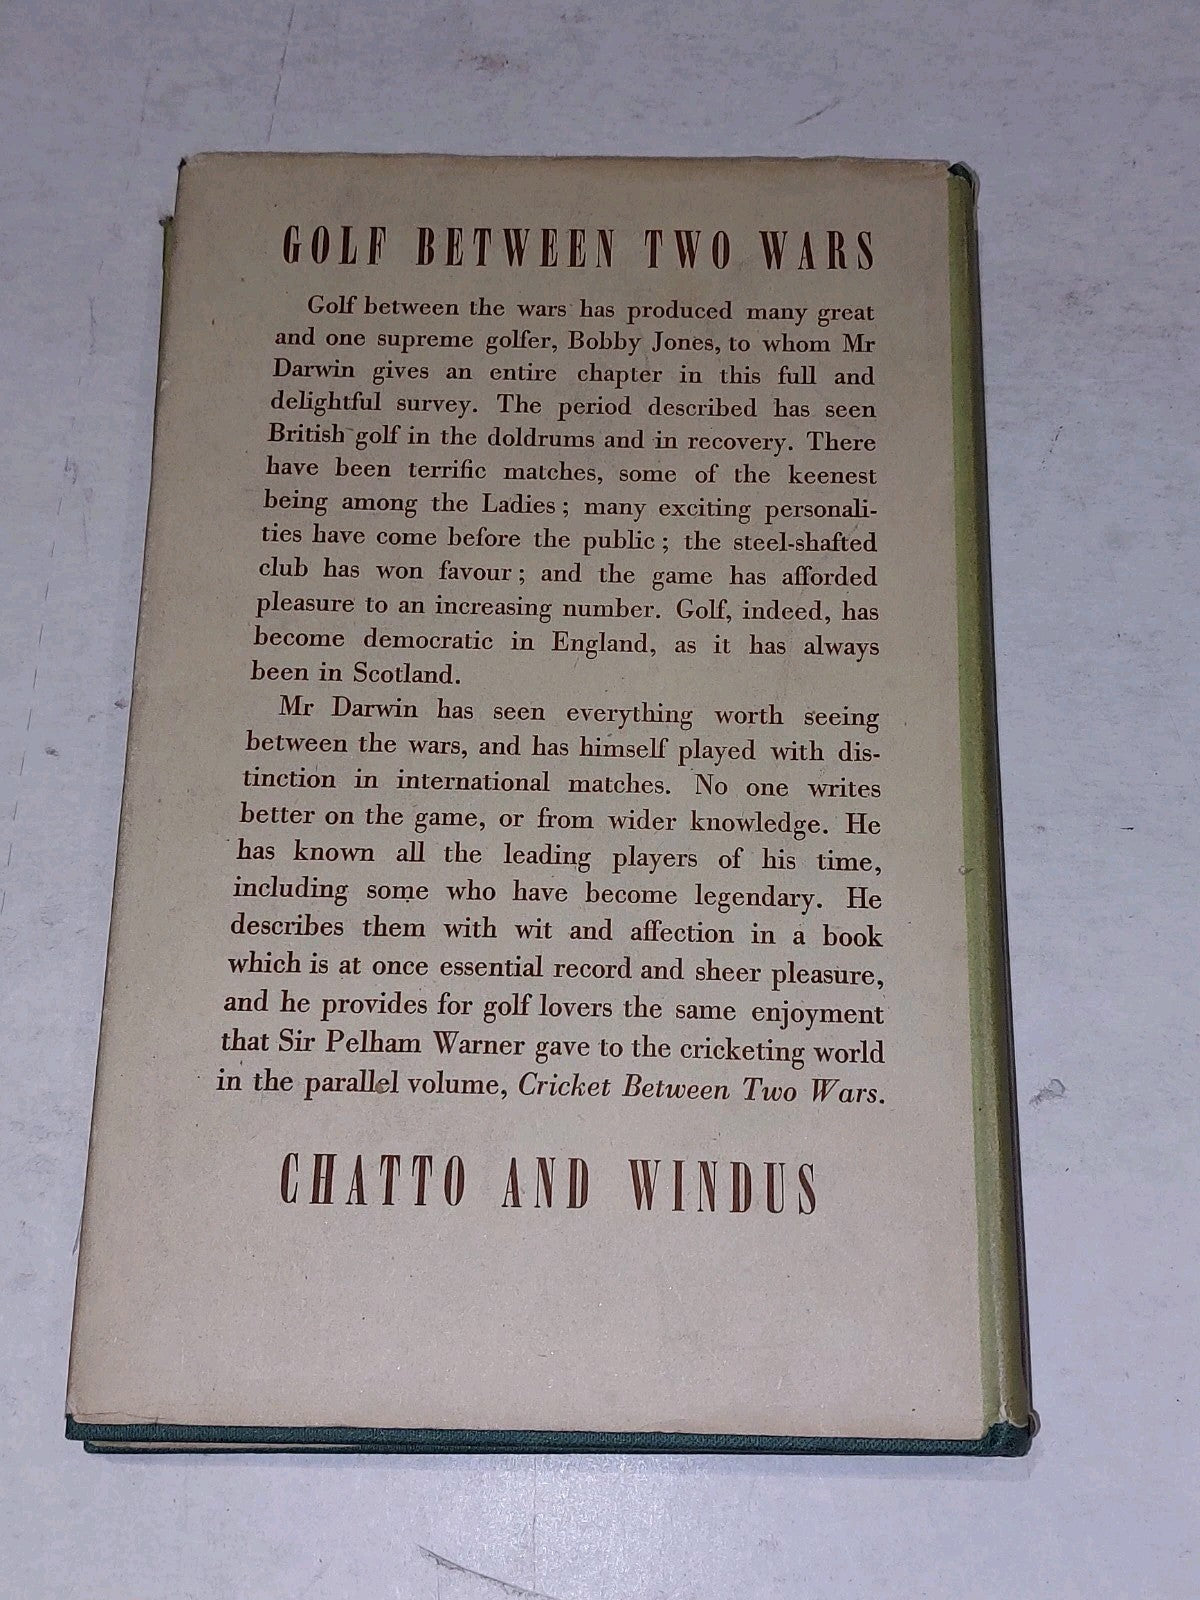 GOLF BETWEEN TWO WARS
Golf between the wars has produced many great
and one supreme golfer, Bobby Jones, to whom Mr
Darwin gives an entire chapter in this full and
delightful survey. The period described has seen
British golf in the doldrums and in recovery. There
have been terrific matches, some of the keenest
being among the Ladies; many exciting personali-
ties have come before the public; the steel-shafted
club has won favour; and the game has afforded
pleasure to an increasing number. Golf, indeed, has
become democratic in England, as it has always
been in Scotland.
Mr Darwin has seen everything worth seeing
between the wars, and has himself played with dis-
tinction in international matches. No one writes
better on the game, or from wider knowledge. He
has known all the leading players of his time,
including some who have become legendary. He
describes them with wit and affection in a book
which is at once essential record and sheer pleasure,
and he provides for golf lovers the same enjoyment
that Sir Pelham Warner gave to the cricketing world
in the parallel volume, Cricket Between Two Wars.
CHATTO AND WINDUS